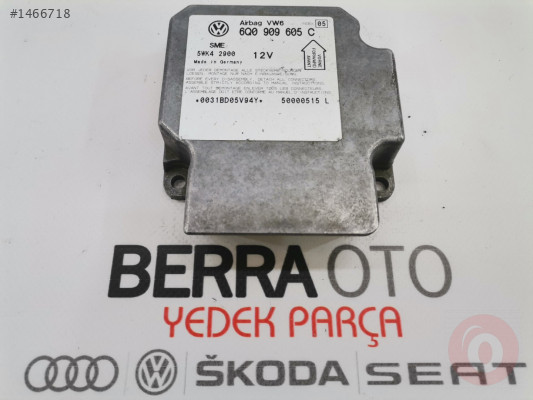 #1466718
Airbag VW6 05
6Q0 909 605 C
SME
5WK4 2900 12V
Made in Germany
*0031BD05V94Y* 50000515 L
BERRA OTO
YEDEK PARÇA
ŠKODA SEAT